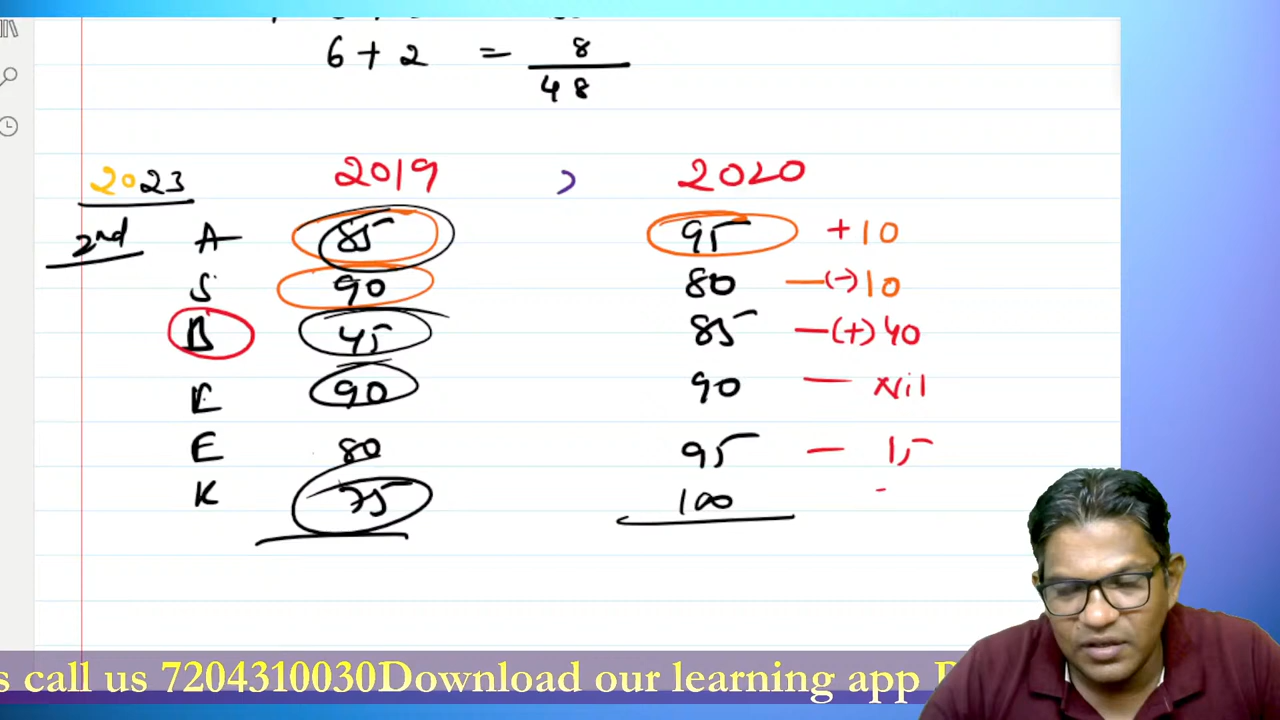 6 + 2 = 8
48
2023 2019 > 2020
2nd A 85 95 + 10
S 90 80 —(-) 10
B 45 85 —(+) 40
90 90 — Nil
E 80 95 — 15
K 75 100
s call us 7204310030Download our learning app